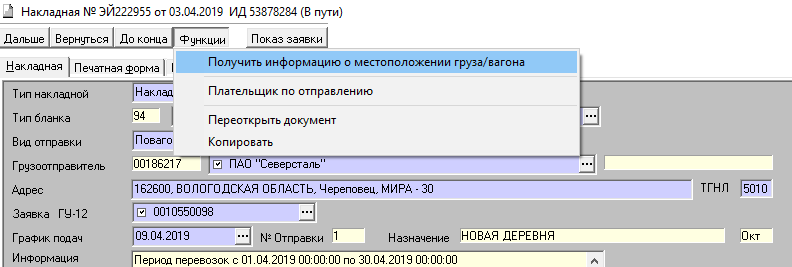 Накладная № ЭЙ222955 от 03.04.2019 ИД 53878284 (В пути)
Дальше Вернуться До конца Функции Показ заявки
Получить информацию о местоположении груза/вагона
Накладная Печатная форма
Плательщик по отправлению
Тип накладной Наклад
Переоткрыть документ
Тип бланка 94 ...
Копировать
Вид отправки Поваго
Грузоотправитель 00186217 ПАО "Северсталь" ...
Адрес 162600, ВОЛОГОДСКАЯ ОБЛАСТЬ, Череповец, МИРА - 30 ТГНЛ 5010
Заявка ГУ-12 0010550098 ...
График подач 09.04.2019 ... № Отправки 1 Назначение НОВАЯ ДЕРЕВНЯ Окт
Информация Период перевозок с 01.04.2019 00:00:00 по 30.04.2019 00:00:00